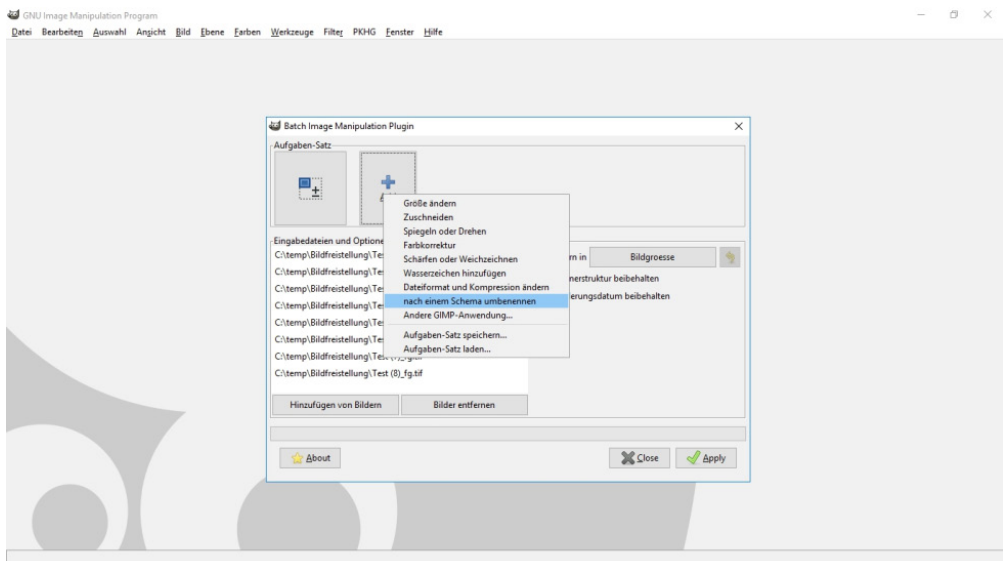 GNU Image Manipulation Program
Datei Bearbeiten Auswahl Ansicht Bild Ebene Farben Werkzeuge Filter PKHG Fenster Hilfe
Batch Image Manipulation Plugin
Aufgaben-Satz
Größe ändern
Zuschneiden
Spiegeln oder Drehen
Farbkorrektur
Schärfen oder Weichzeichnen
Wasserzeichen hinzufügen
Dateiformat und Kompression ändern
nach einem Schema umbenennen
Andere GIMP-Anwendung...
Aufgaben-Satz speichern...
Aufgaben-Satz laden...
Eingabedateien und Optione
C:\temp\Bildfreistellung\Te
C:\temp\Bildfreistellung\Te
C:\temp\Bildfreistellung\Te
C:\temp\Bildfreistellung\Te
C:\temp\Bildfreistellung\Te
C:\temp\Bildfreistellung\Te
C:\temp\Bildfreistellung\Test (7)_fg.tif
C:\temp\Bildfreistellung\Test (8)_fg.tif
rn in Bildgroesse
nerstruktur beibehalten
erungsdatum beibehalten
Hinzufügen von Bildern Bilder entfernen
About Close Apply